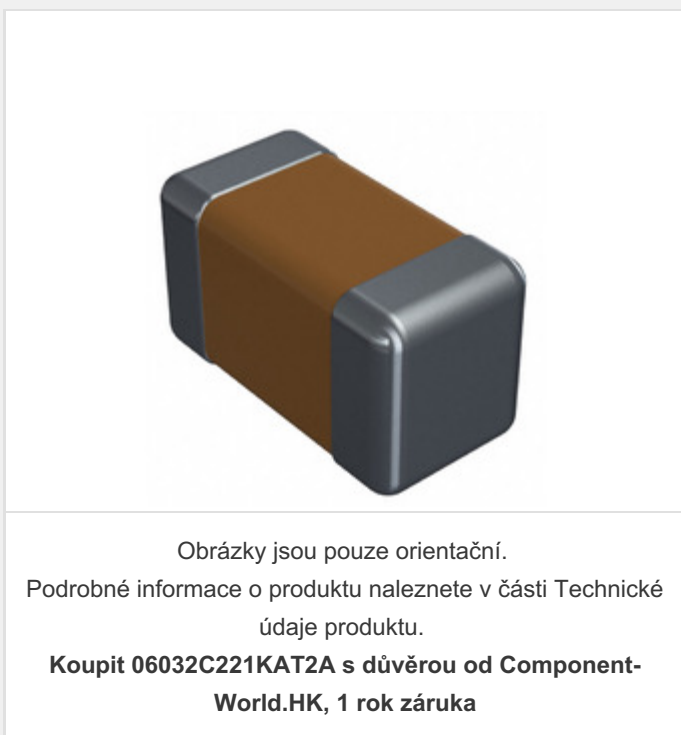 Obrázky jsou pouze orientační.
Podrobné informace o produktu naleznete v části Technické
údaje produktu.
Koupit 06032C221KAT2A s důvěrou od Component-
World.HK, 1 rok záruka